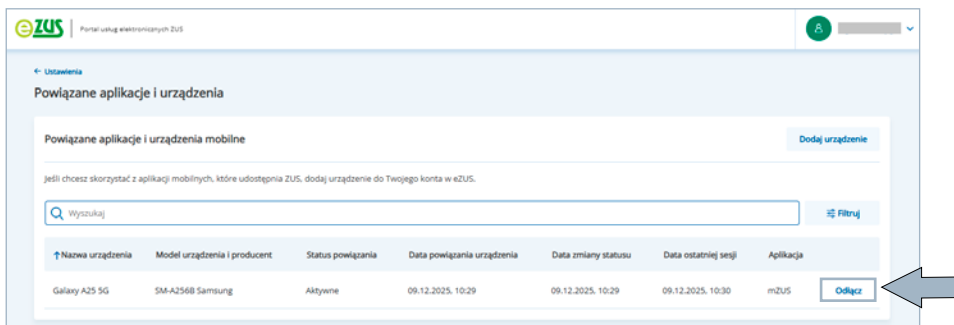 eZUS Portal usług elektronicznych ZUS
← Ustawienia
Powiązane aplikacje i urządzenia
Powiązane aplikacje i urządzenia mobilne
Dodaj urządzenie
Jeśli chcesz skorzystać z aplikacji mobilnych, które udostępnia ZUS, dodaj urządzenie do Twojego konta w eZUS.
Wyszukaj
Filtruj
↑Nazwa urządzenia Model urządzenia i producent Status powiązania Data powiązania urządzenia Data zmiany statusu Data ostatniej sesji Aplikacja
Galaxy A25 5G SM-A256B Samsung Aktywne 09.12.2025, 10:29 09.12.2025, 10:29 09.12.2025, 10:30 mZUS Odłącz